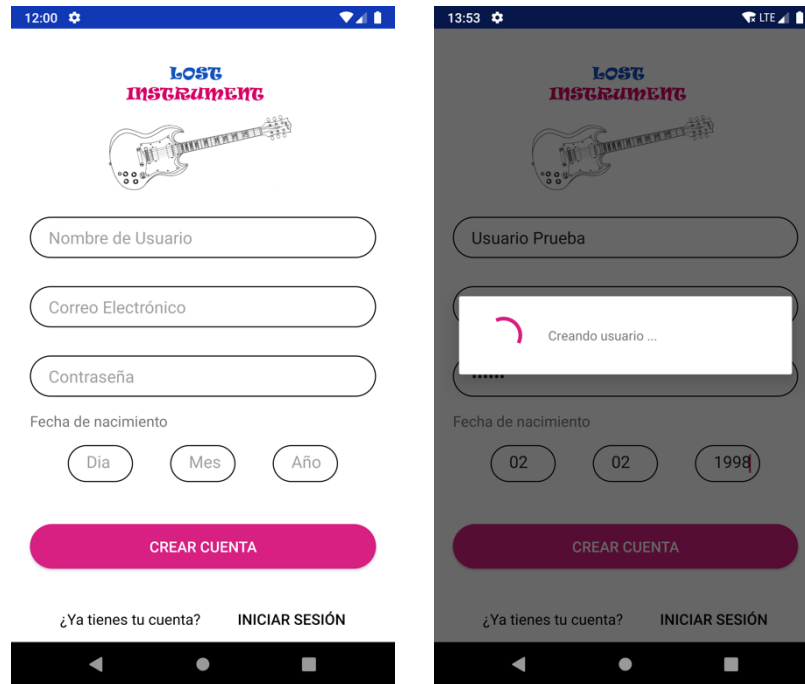 12:00
LOST
INSTRUMENT
Nombre de Usuario
Correo Electrónico
Contraseña
Fecha de nacimiento
Dia Mes Año
CREAR CUENTA
¿Ya tienes tu cuenta? INICIAR SESIÓN
13:53 LTE
LOST
INSTRUMENT
Usuario Prueba
Creando usuario ...
••••••
Fecha de nacimiento
02 02 1998
CREAR CUENTA
¿Ya tienes tu cuenta? INICIAR SESIÓN